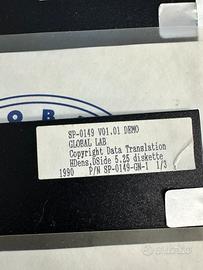 O B
SP-0149 V01.01 DEMO
GLOBAL LAB
Copyright Data Translation
HDens,DSide 5.25 diskette
1990 P/N SP-0149-GN-1 1/3
subito